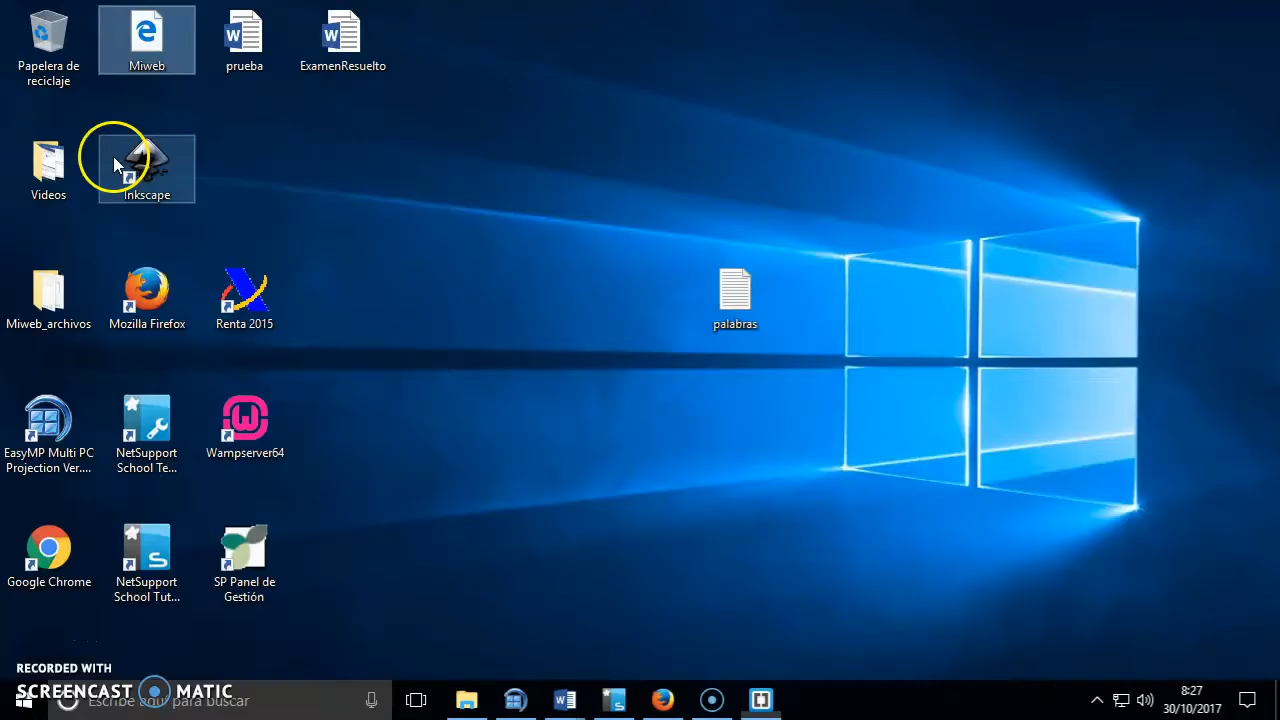 Papelera de
reciclaje
Miweb
prueba
ExamenResuelto
Videos
Inkscape
Miweb_archivos
Mozilla Firefox
Renta 2015
palabras
EasyMP Multi PC
Projection Ver....
NetSupport
School Te...
Wampserver64
Google Chrome
NetSupport
School Tut...
SP Panel de
Gestión
RECORDED WITH
SCREENCAST MATIC
Escribe aquí para buscar
8:27
30/10/2017